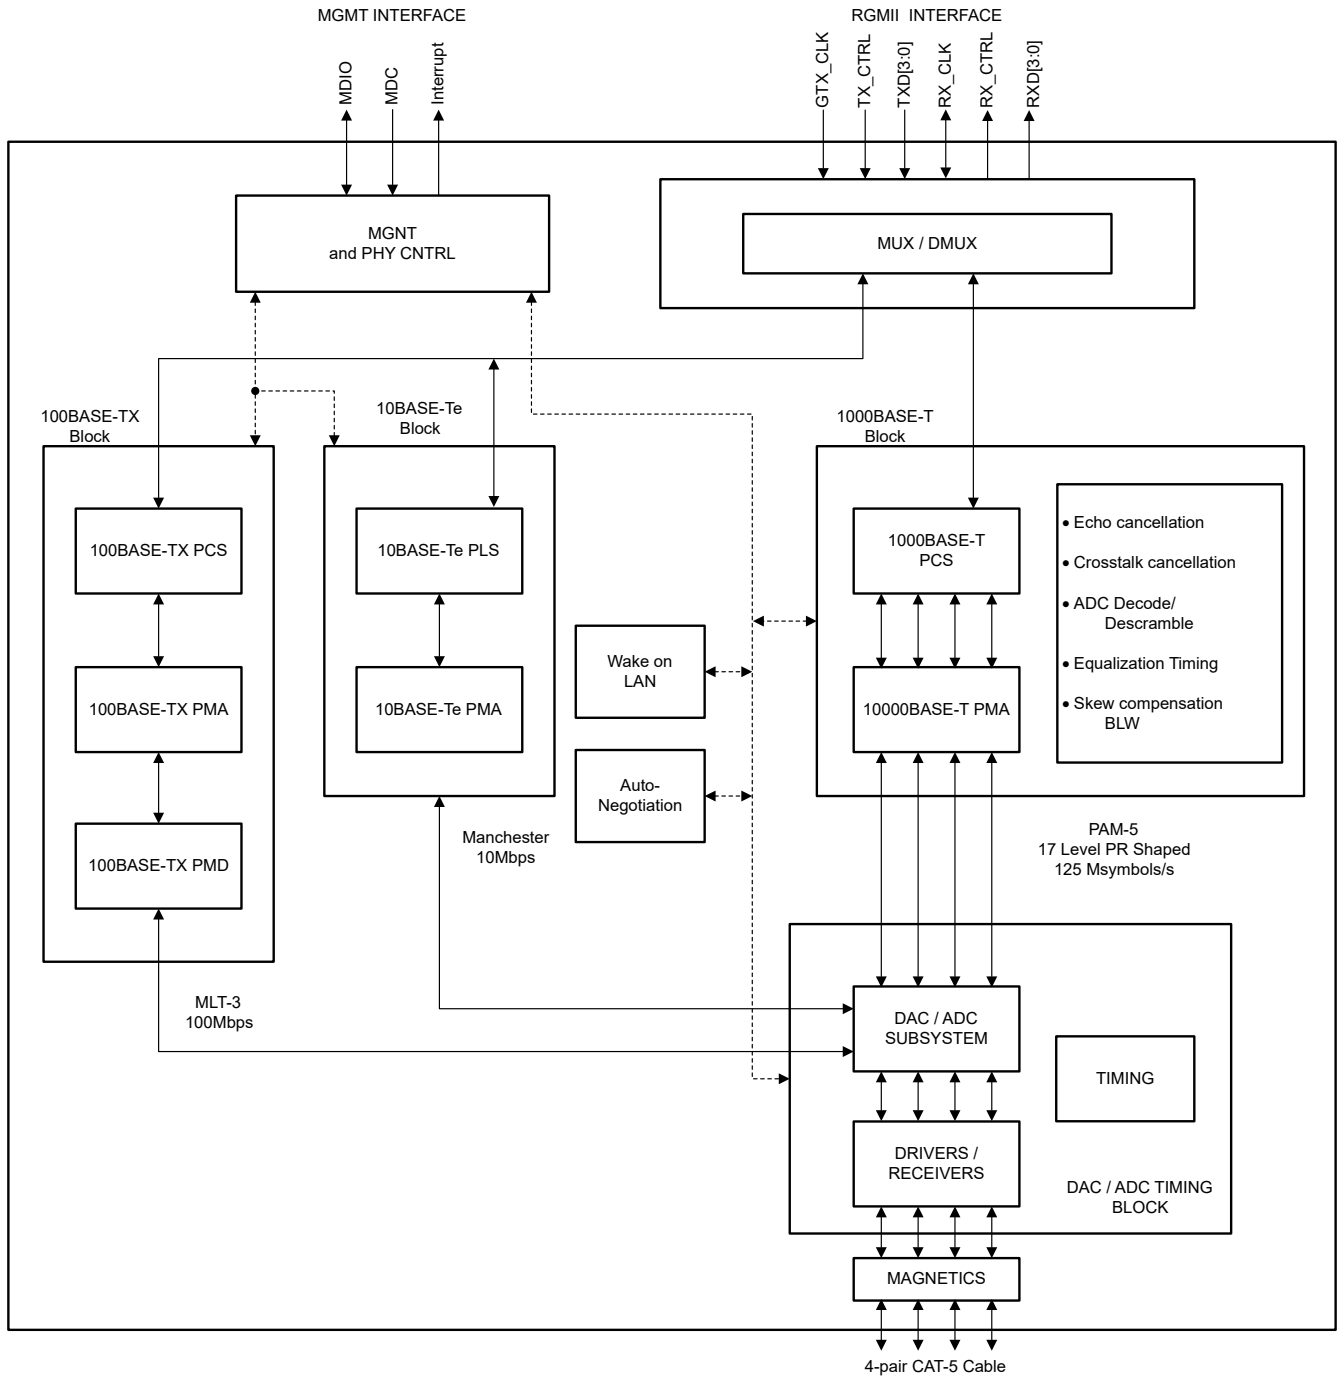 MGMT INTERFACE
RGMII INTERFACE
MDIO
MDC
Interrupt
GTX_CLK
TX_CTRL
TXD[3:0]
RX_CLK
RX_CTRL
RXD[3:0]
MGNT
and PHY CNTRL
MUX / DMUX
100BASE-TX
Block
10BASE-Te
Block
1000BASE-T
Block
100BASE-TX PCS
10BASE-Te PLS
1000BASE-T
PCS
• Echo cancellation
• Crosstalk cancellation
• ADC Decode/
Descramble
• Equalization Timing
• Skew compensation
BLW
Wake on
LAN
100BASE-TX PMA
10BASE-Te PMA
10000BASE-T PMA
Auto-
Negotiation
100BASE-TX PMD
Manchester
10Mbps
PAM-5
17 Level PR Shaped
125 Msymbols/s
MLT-3
100Mbps
DAC / ADC
SUBSYSTEM
TIMING
DRIVERS /
RECEIVERS
DAC / ADC TIMING
BLOCK
MAGNETICS
4-pair CAT-5 Cable